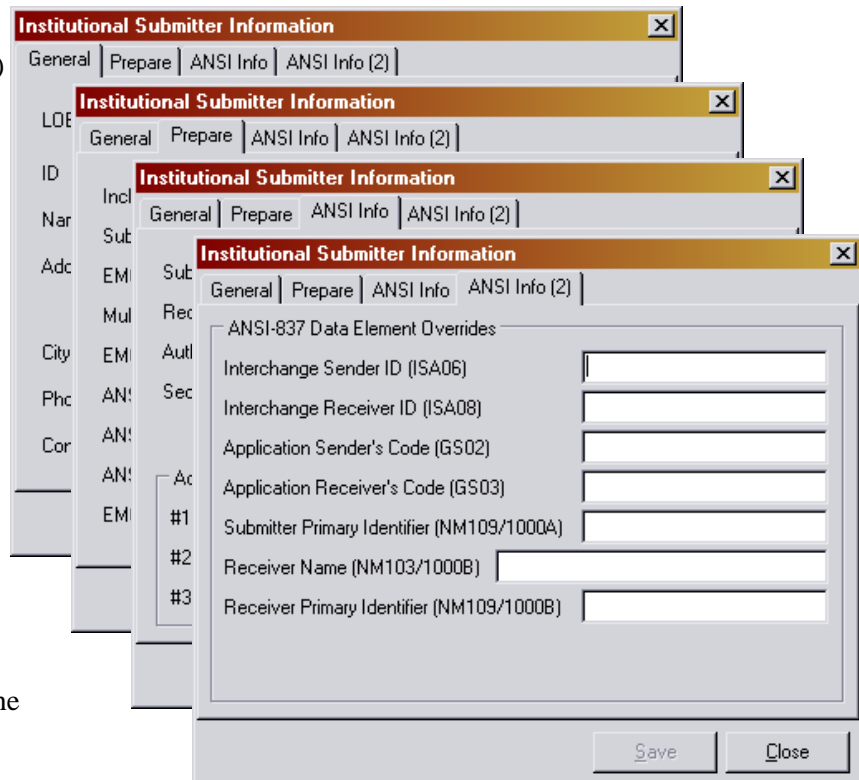 Institutional Submitter Information
General Prepare ANSI Info ANSI Info (2)
)
LOB
ID
Nar
Adc
City
Phc
Cor
Institutional Submitter Information
General Prepare ANSI Info ANSI Info (2)
Incl
Sub
EMI
Mul
EMI
ANS
ANS
ANS
EMI
Institutional Submitter Information
General Prepare ANSI Info ANSI Info (2)
Sub
Rec
Auth
Sec
Ac
#1
#2
#3
Institutional Submitter Information
General Prepare ANSI Info ANSI Info (2)
ANSI-837 Data Element Overrides
Interchange Sender ID (ISA06)
Interchange Receiver ID (ISA08)
Application Sender's Code (GS02)
Application Receiver's Code (GS03)
Submitter Primary Identifier (NM109/1000A)
Receiver Name (NM103/1000B)
Receiver Primary Identifier (NM109/1000B)
ne
Save Close